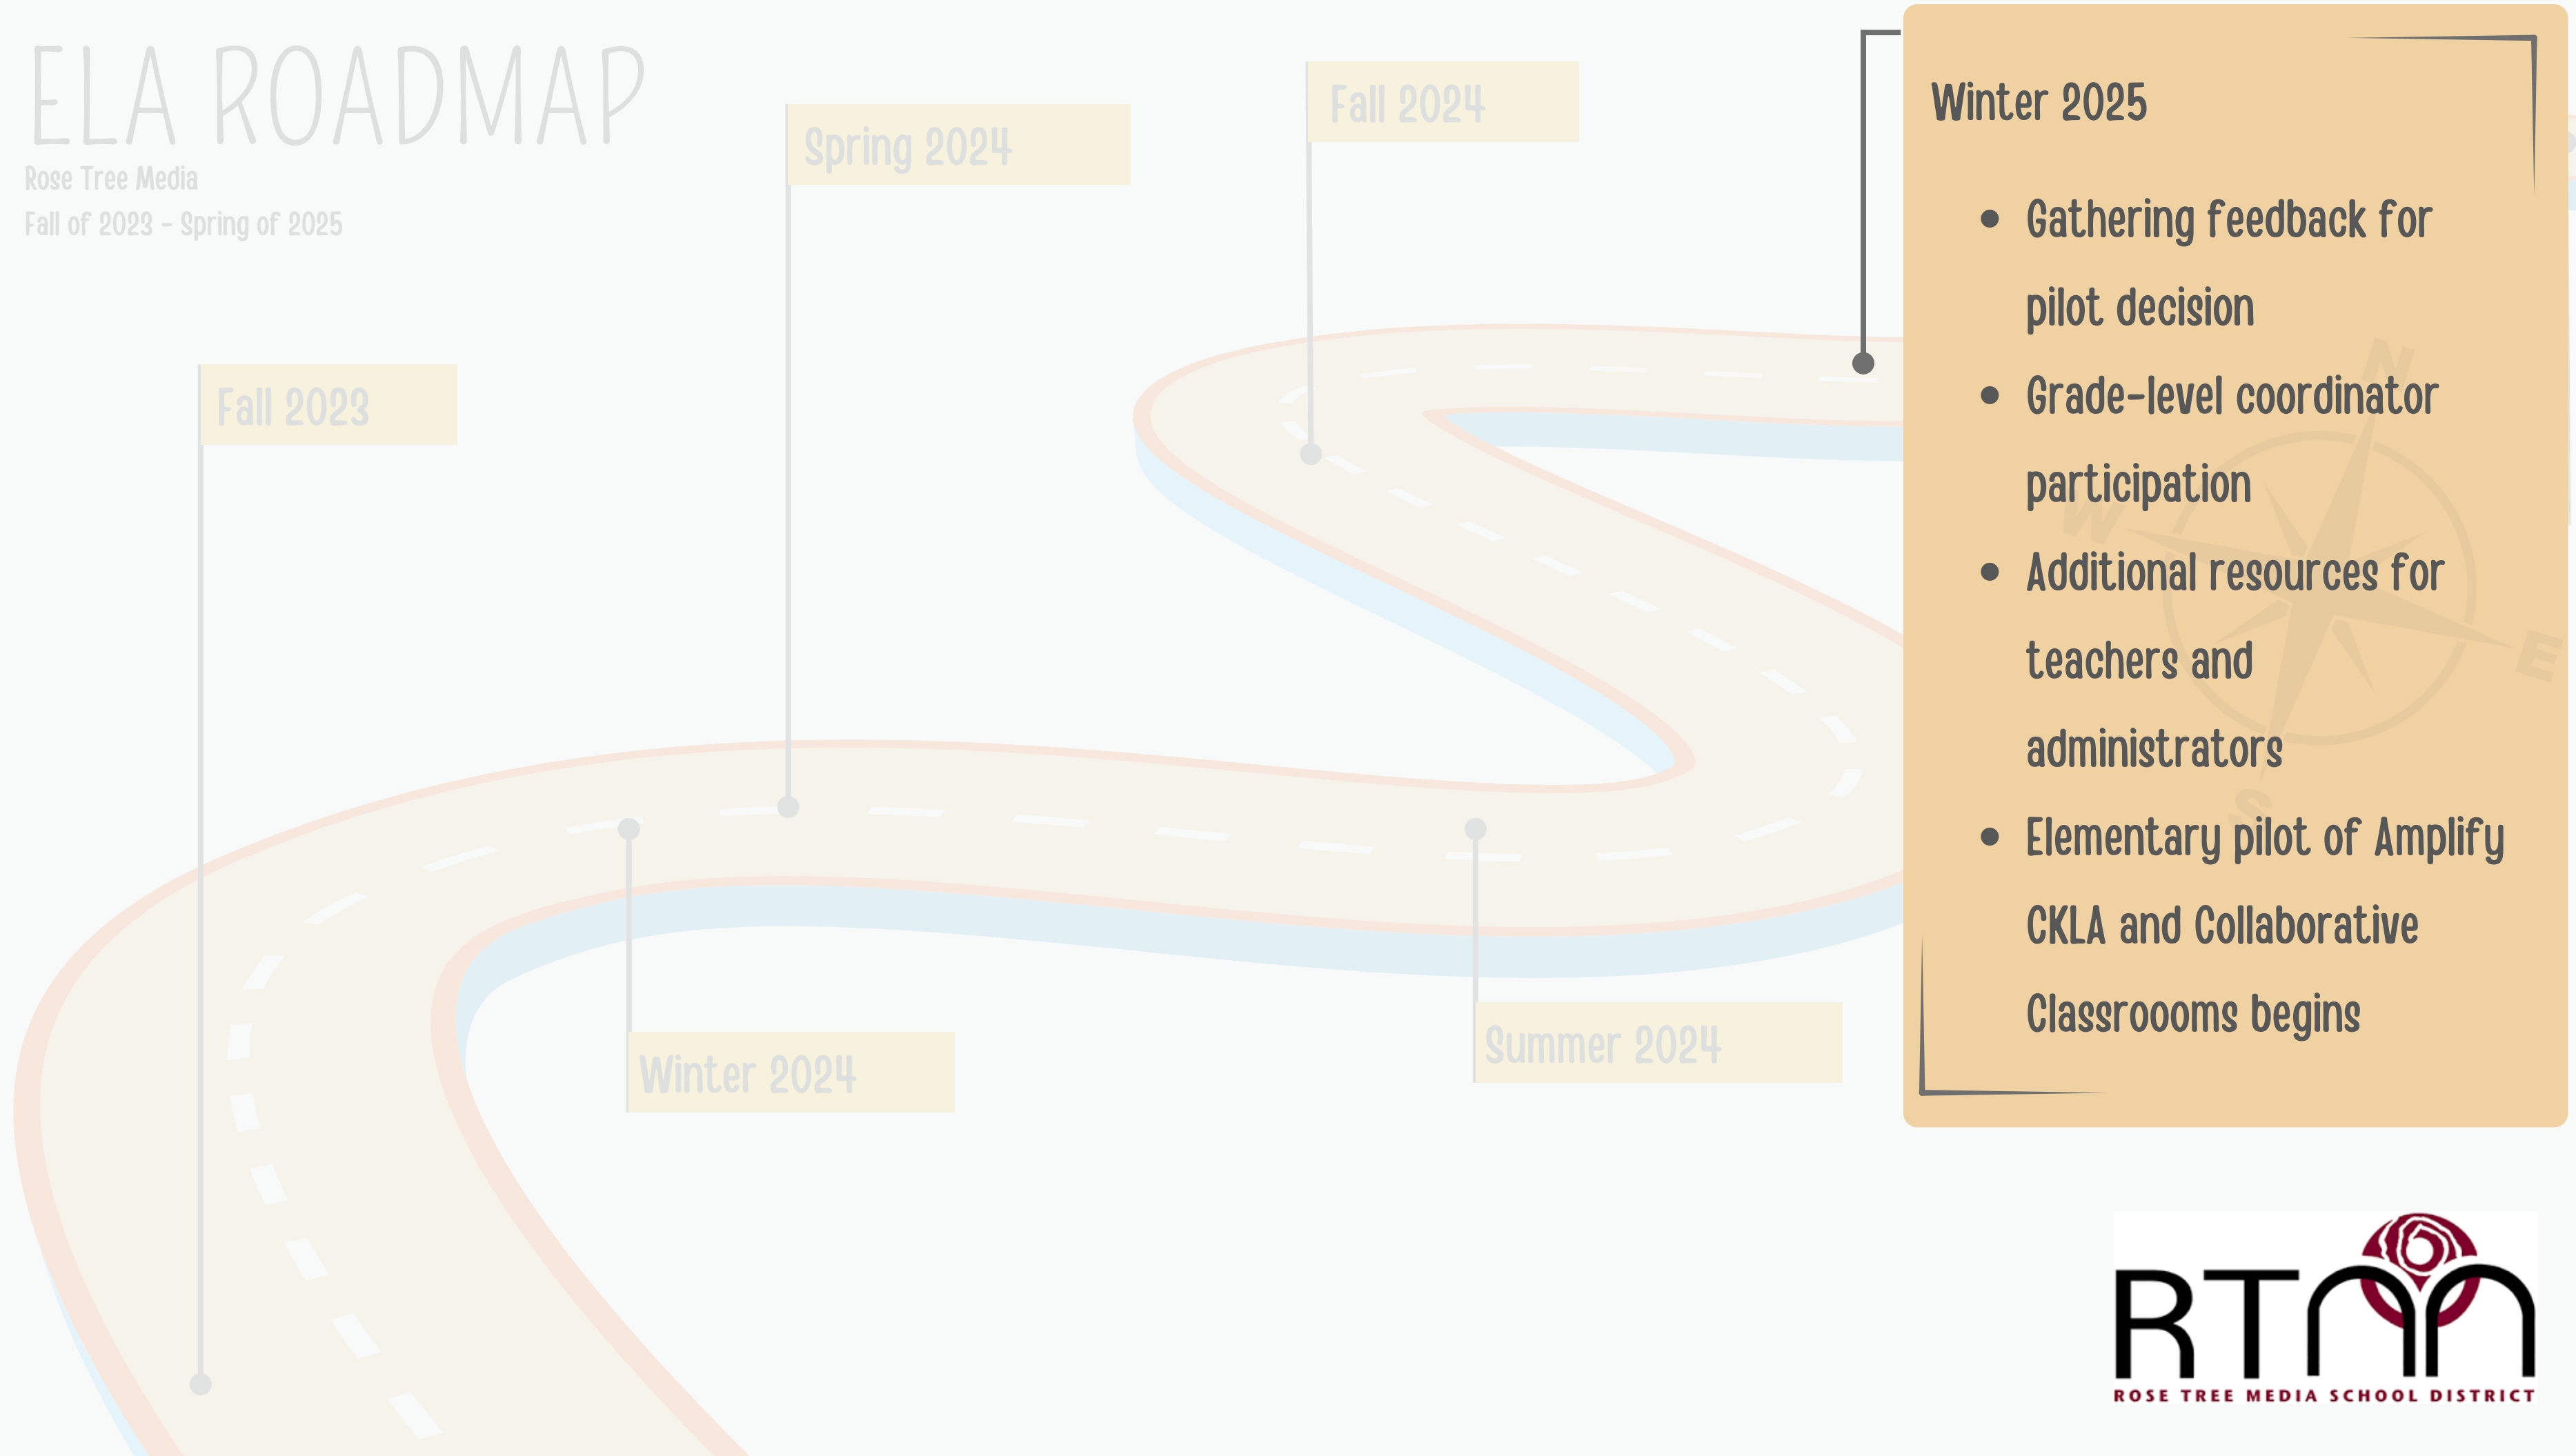 ELA ROADMAP
Rose Tree Media
Fall of 2023 - Spring of 2025
Fall 2023
Spring 2024
Fall 2024
Winter 2024
Summer 2024
Winter 2025
• Gathering feedback for
pilot decision
• Grade-level coordinator
participation
• Additional resources for
teachers and
administrators
• Elementary pilot of Amplify
CKLA and Collaborative
Classroooms begins
N
W
E
S
RTM
ROSE TREE MEDIA SCHOOL DISTRICT